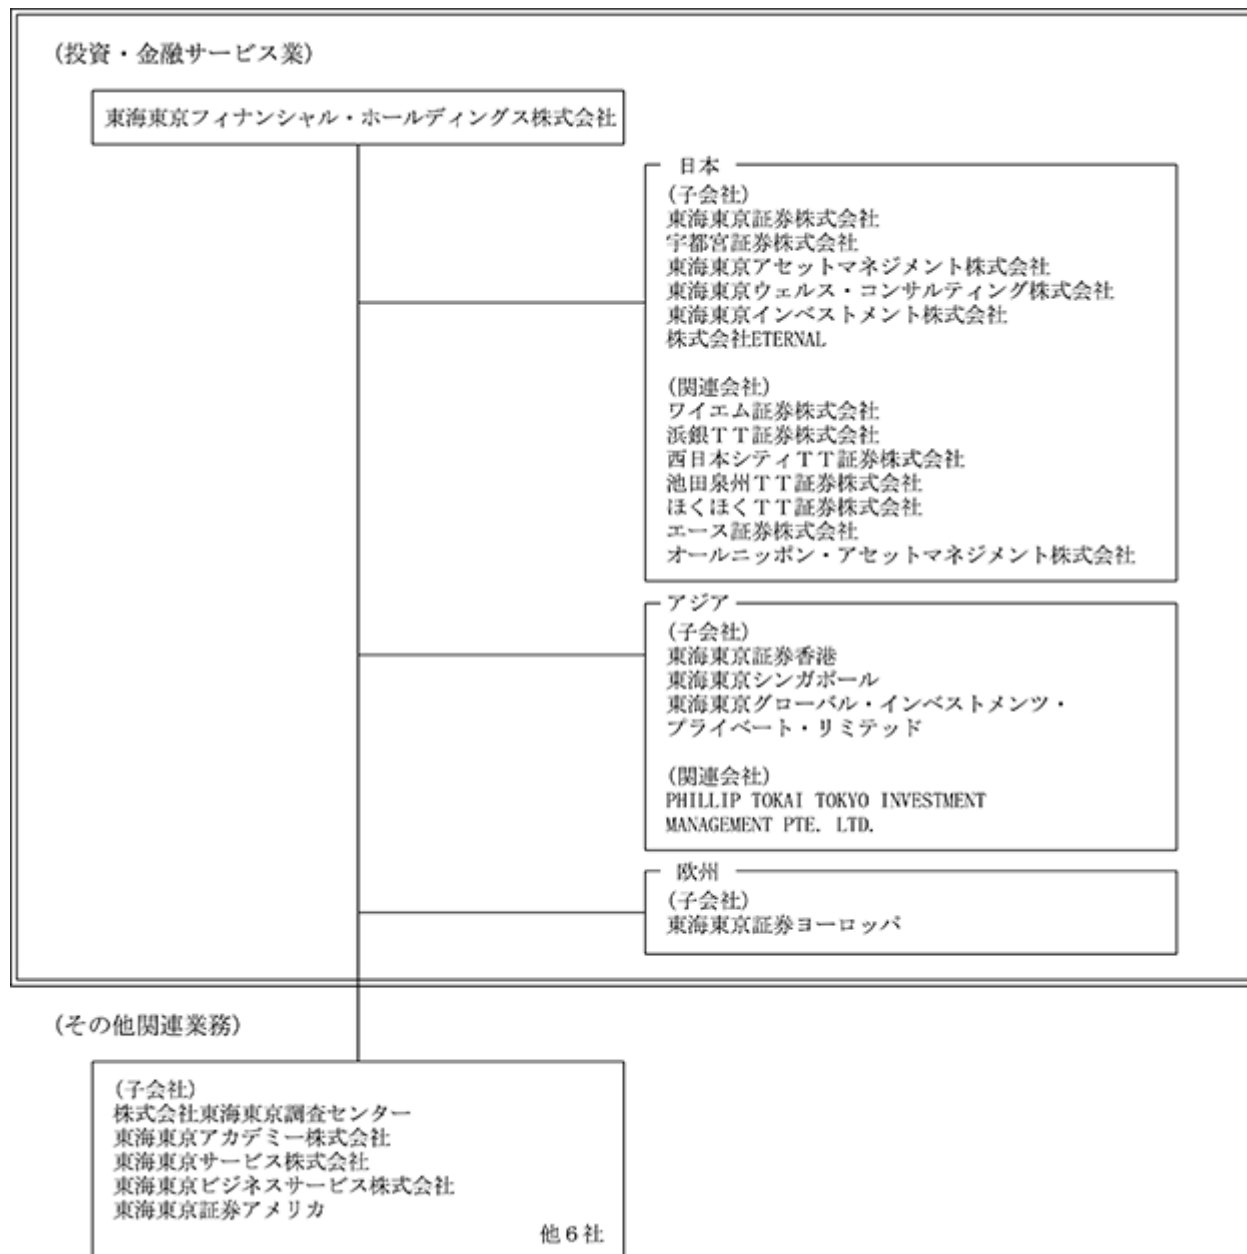 (投資・金融サービス業)
東海東京フィナンシャル・ホールディングス株式会社
日本
(子会社)
東海東京証券株式会社
宇都宮証券株式会社
東海東京アセットマネジメント株式会社
東海東京ウェルス・コンサルティング株式会社
東海東京インベストメント株式会社
株式会社ETERNAL
(関連会社)
ワイエム証券株式会社
浜銀TT証券株式会社
西日本シティTT証券株式会社
池田泉州TT証券株式会社
ほくほくTT証券株式会社
エース証券株式会社
オールニッポン・アセットマネジメント株式会社
アジア
(子会社)
東海東京証券香港
東海東京シンガポール
東海東京グローバル・インベストメンツ・
プライベート・リミテッド
(関連会社)
PHILLIP TOKAI TOKYO INVESTMENT
MANAGEMENT PTE. LTD.
欧州
(子会社)
東海東京証券ヨーロッパ
(その他関連業務)
(子会社)
株式会社東海東京調査センター
東海東京アカデミー株式会社
東海東京サービス株式会社
東海東京ビジネスサービス株式会社
東海東京証券アメリカ
他6社